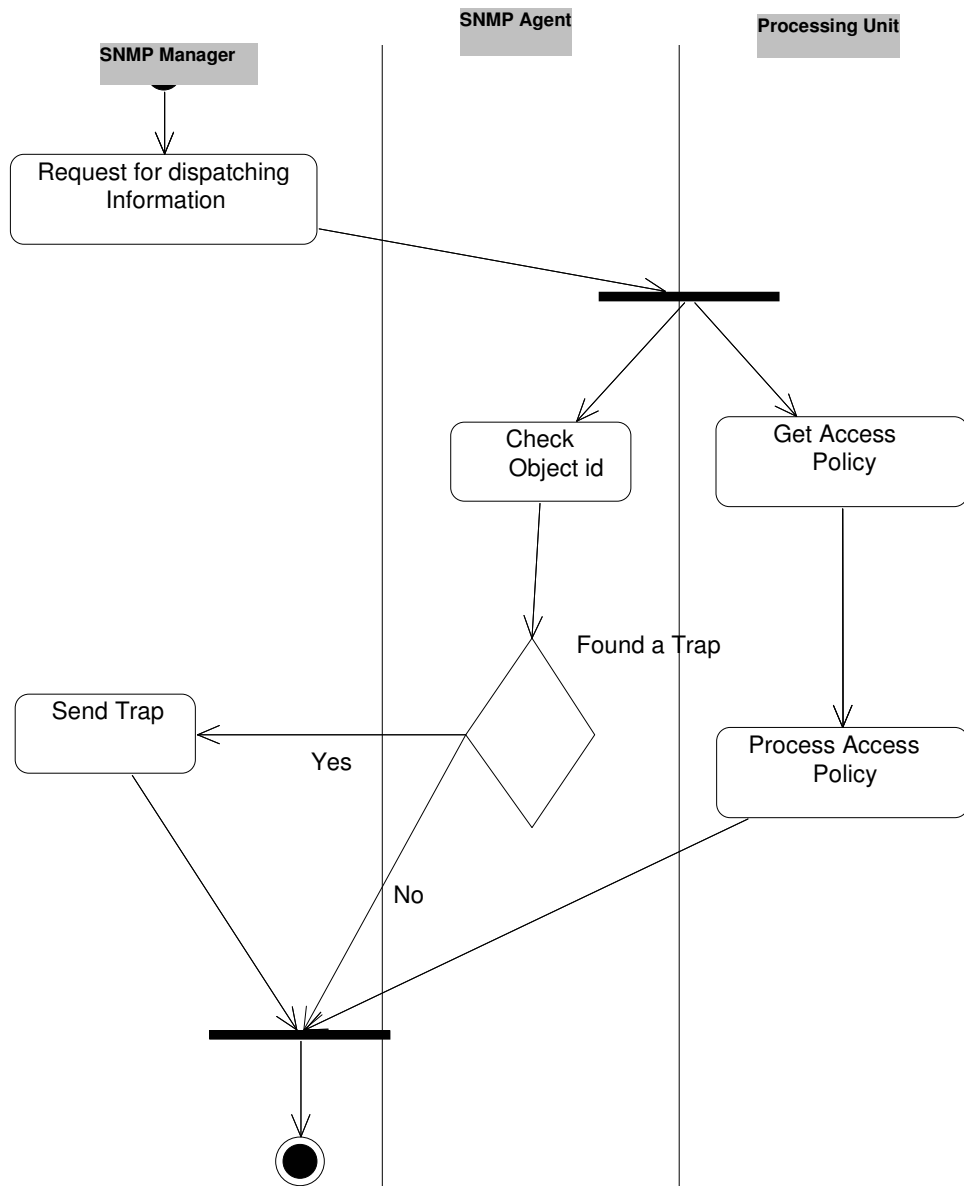 SNMP Manager
SNMP Agent
Processing Unit
Request for dispatching
Information
Check
Object id
Get Access
Policy
Found a Trap
Send Trap
Yes
Process Access
Policy
No